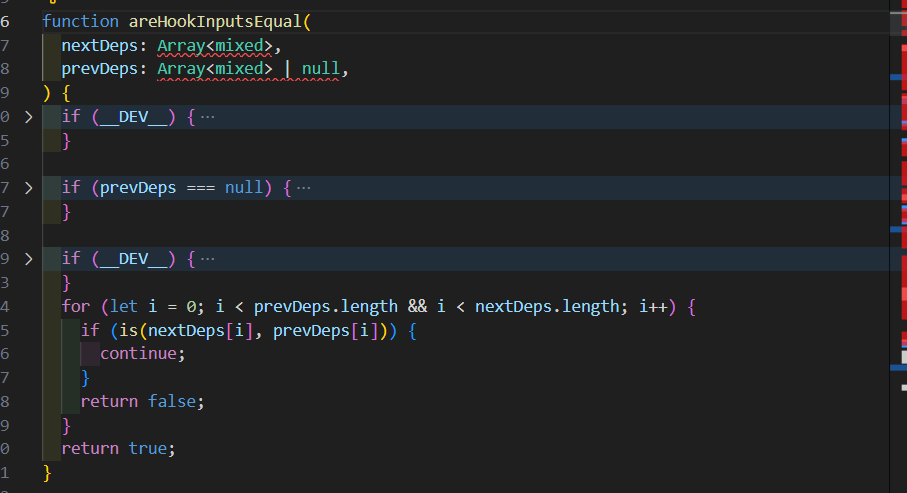 6 function areHookInputsEqual(
7 nextDeps: Array<mixed>,
8 prevDeps: Array<mixed> | null,
9 ) {
0 > if (__DEV__) { ···
5 }
6
7 > if (prevDeps === null) { ···
7 }
8
9 > if (__DEV__) { ···
3 }
4 for (let i = 0; i < prevDeps.length && i < nextDeps.length; i++) {
5 if (is(nextDeps[i], prevDeps[i])) {
6 continue;
7 }
8 return false;
9 }
0 return true;
1 }